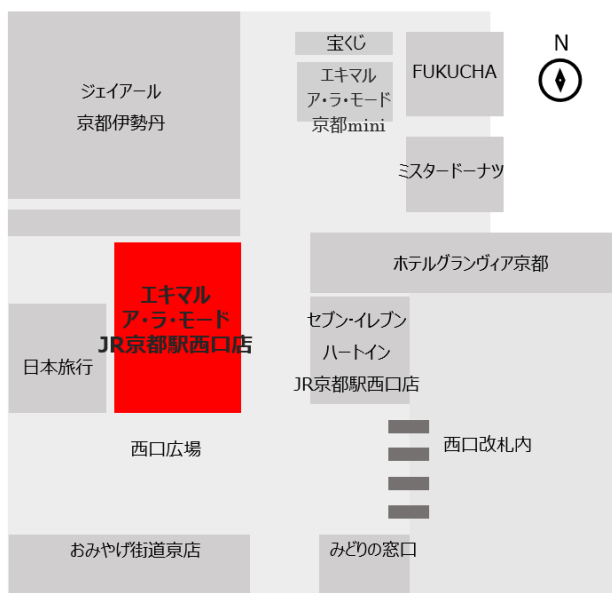 宝くじ
N
エキマル
ア・ラ・モード
京都mini
FUKUCHA
ジェイアール
京都伊勢丹
ミスタードーナツ
ホテルグランヴィア京都
エキマル
ア・ラ・モード
JR京都駅西口店
セブン-イレブン
ハートイン
JR京都駅西口店
日本旅行
西口広場
西口改札内
おみやげ街道京店
みどりの窓口